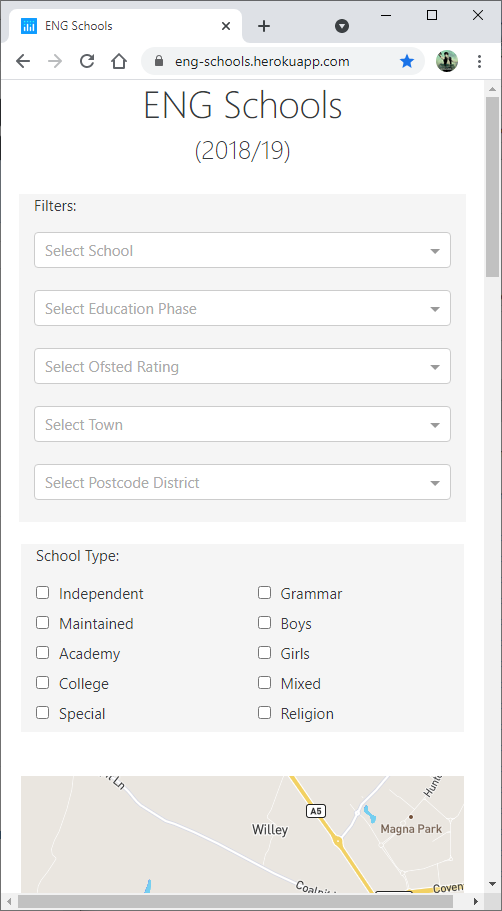 ENG Schools
eng-schools.herokuapp.com
ENG Schools
(2018/19)
Filters:
Select School
Select Education Phase
Select Ofsted Rating
Select Town
Select Postcode District
School Type:
Independent
Grammar
Maintained
Boys
Academy
Girls
College
Mixed
Special
Religion
Ln
A5
Willey
Magna Park